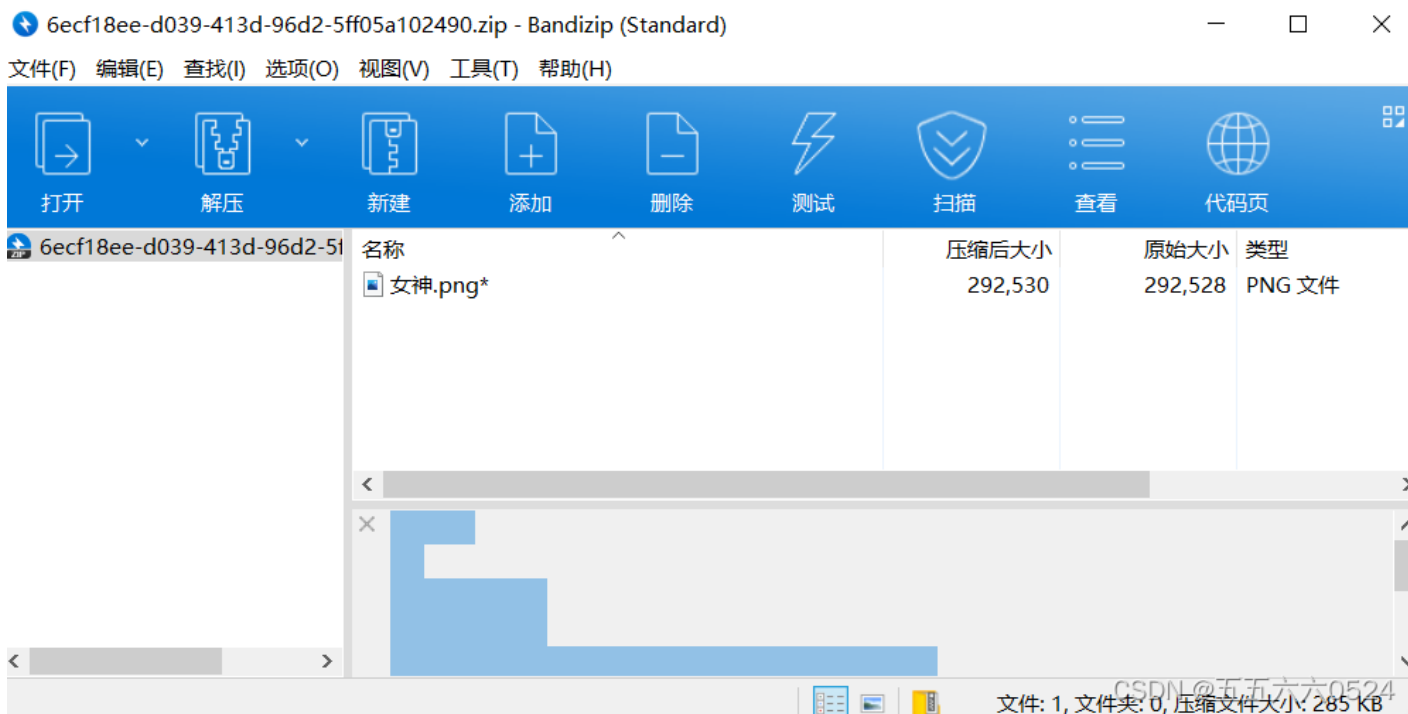 6ecf18ee-d039-413d-96d2-5ff05a102490.zip - Bandizip (Standard)
文件(F) 编辑(E) 查找(I) 选项(O) 视图(V) 工具(T) 帮助(H)
打开 解压 新建 添加 删除 测试 扫描 查看 代码页
ZIP 6ecf18ee-d039-413d-96d2-5f
名称 压缩后大小 原始大小 类型
女神.png* 292,530 292,528 PNG 文件
文件: 1, 文件夹: 0, 压缩文件大小: 285 KB
CSDN @五五六六0524